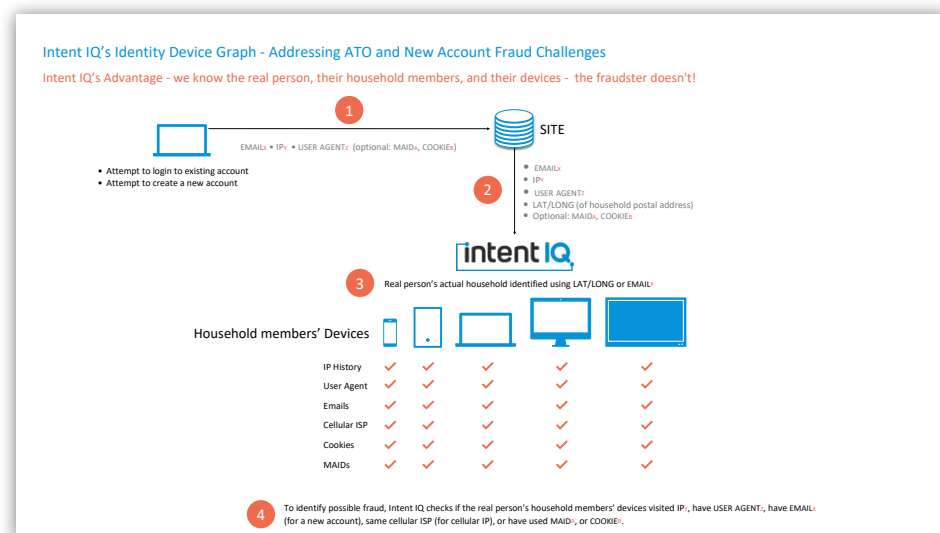 Intent IQ's Identity Device Graph - Addressing ATO and New Account Fraud Challenges
Intent IQ's Advantage - we know the real person, their household members, and their devices - the fraudster doesn't!
1
SITE
EMAILX • IPY • USER AGENTZ (optional: MAIDA, COOKIEB)
• Attempt to login to existing account
• Attempt to create a new account
2
• EMAILX
• IPY
• USER AGENTZ
• LAT/LONG (of household postal address)
• Optional: MAIDA, COOKIEB
intent IQ
3
Real person's actual household identified using LAT/LONG or EMAILX
Household members' Devices
IP History
User Agent
Emails
Cellular ISP
Cookies
MAIDs
4
To identify possible fraud, Intent IQ checks if the real person's household members' devices visited IPY, have USER AGENTZ, have EMAILX
(for a new account), same cellular ISP (for cellular IP), or have used MAIDA, or COOKIEB.